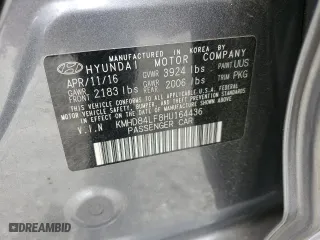 MANUFACTURED IN KOREA BY
HYUNDAI MOTOR COMPANY
APR/11/16 GVWR 3924 lbs PAINT UUS
GAWR FRONT 2183 lbs GAWR REAR 2006 lbs TRIM PKG
THIS VEHICLE CONFORMS TO ALL APPLICABLE
FEDERAL MOTOR VEHICLE SAFETY, BUMPER,
AND THEFT PREVENTION STANDARDS IN EFFECT
ON THE DATE OF MANUFACTURE SHOWN ABOVE.
V.I.N KMHD84LF8HU164436
PASSENGER CAR
©IDCARBID